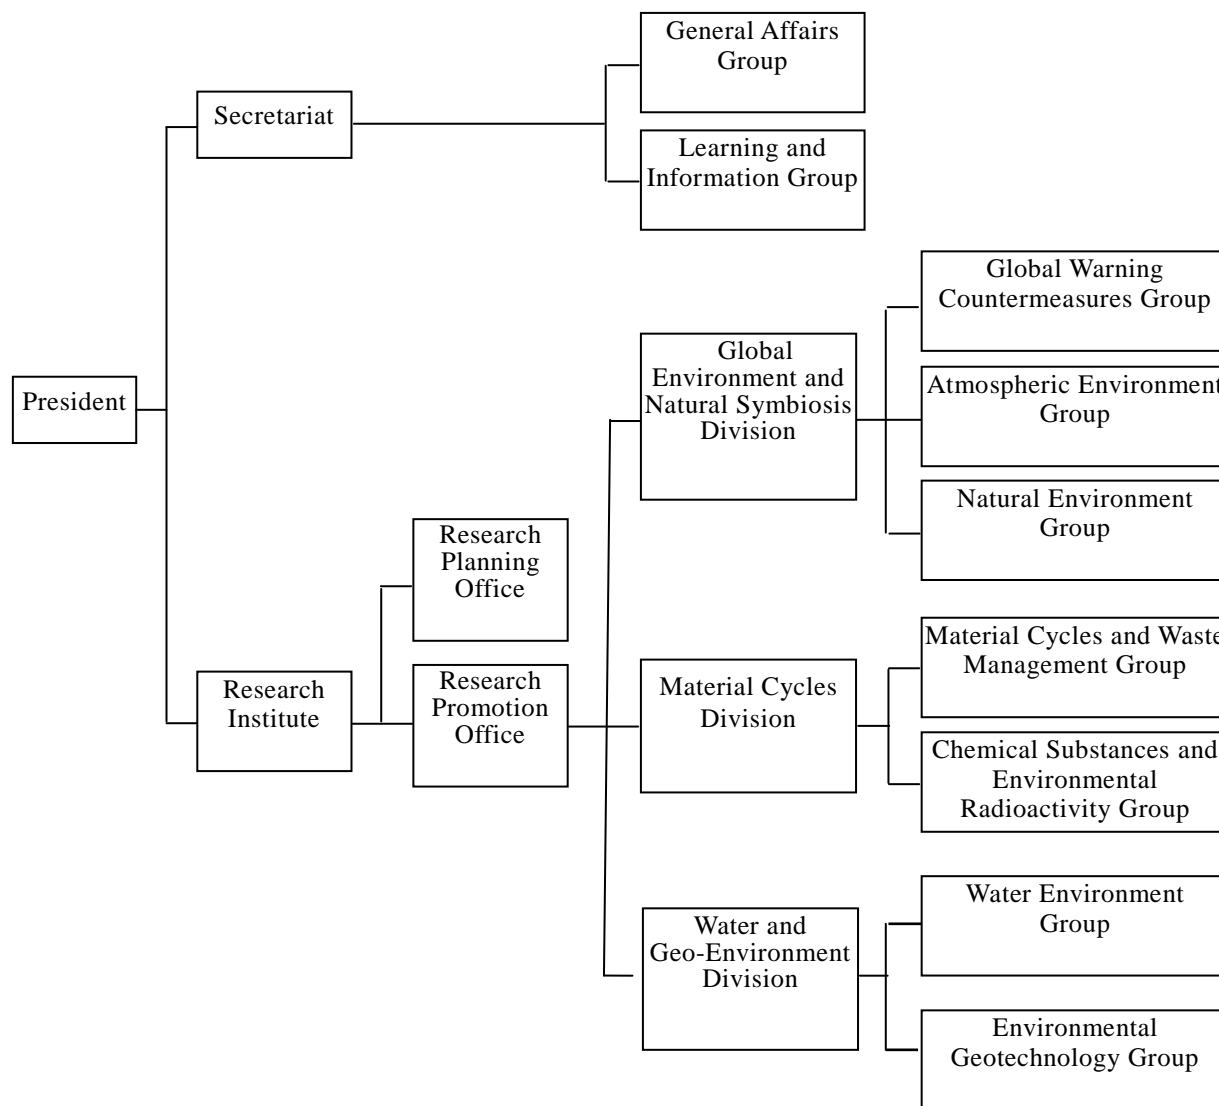 General Affairs
Group
Secretariat
Learning and
Information Group
Global Warning
Countermeasures Group
Global
Environment and
Natural Symbiosis
Division
President
Atmospheric Environment
Group
Natural Environment
Group
Research
Planning
Office
Material Cycles and Waste
Management Group
Research
Institute
Research
Promotion
Office
Material Cycles
Division
Chemical Substances and
Environmental
Radioactivity Group
Water Environment
Group
Water and
Geo-Environment
Division
Environmental
Geotechnology Group